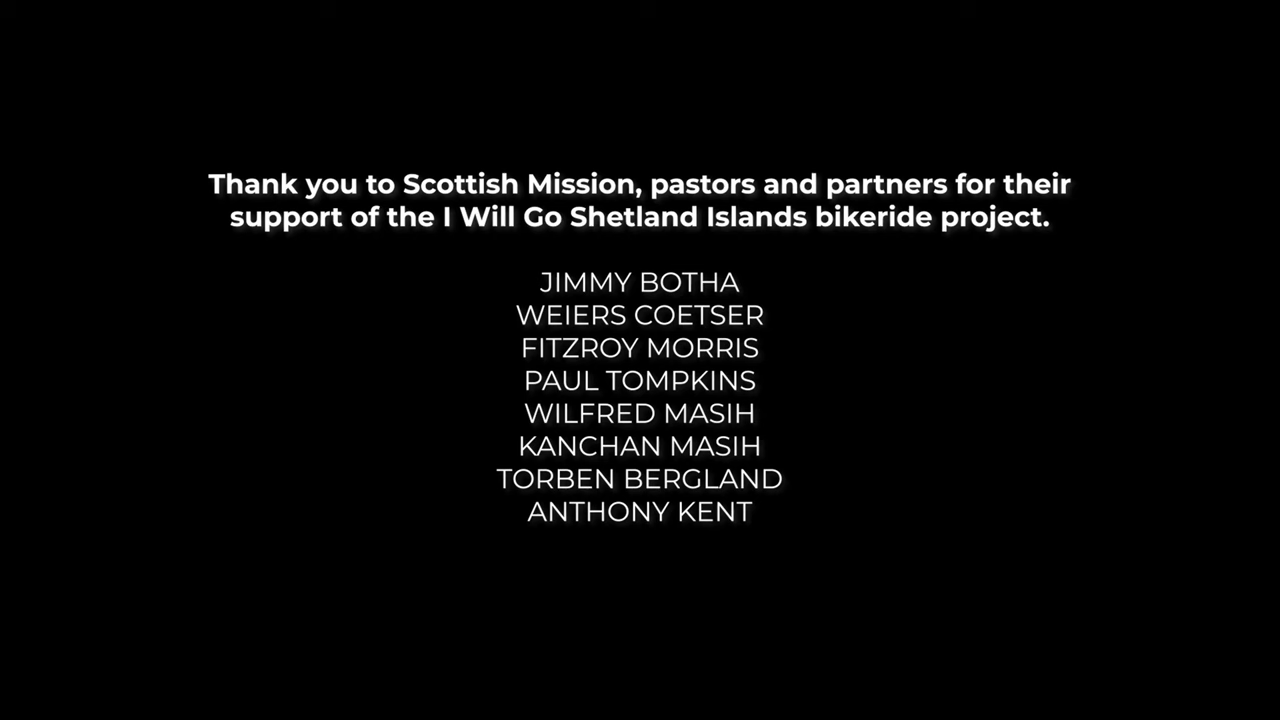 Thank you to Scottish Mission, pastors and partners for their
support of the I Will Go Shetland Islands bikeride project.
JIMMY BOTHA
WEIERS COETSER
FITZROY MORRIS
PAUL TOMPKINS
WILFRED MASIH
KANCHAN MASIH
TORBEN BERGLAND
ANTHONY KENT